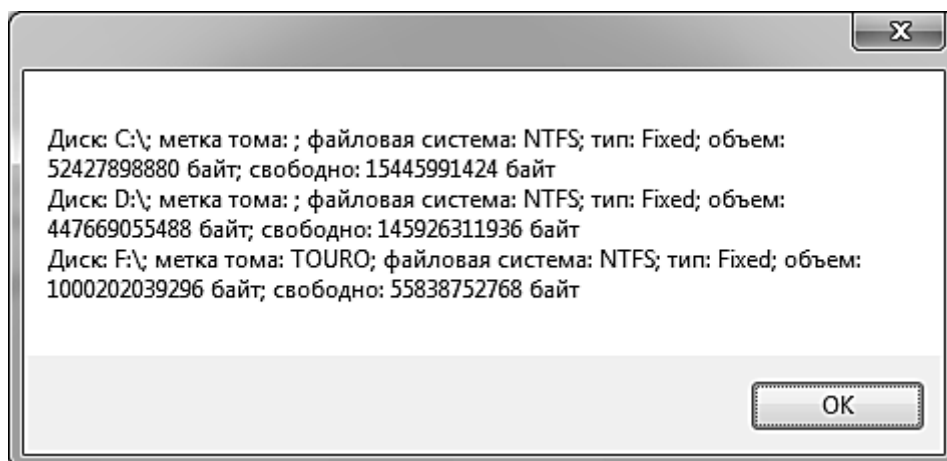 Диск: C:\; метка тома: ; файловая система: NTFS; тип: Fixed; объем:
52427898880 байт; свободно: 15445991424 байт
Диск: D:\; метка тома: ; файловая система: NTFS; тип: Fixed; объем:
447669055488 байт; свободно: 145926311936 байт
Диск: F:\; метка тома: TOURO; файловая система: NTFS; тип: Fixed; объем:
1000202039296 байт; свободно: 55838752768 байт
OK